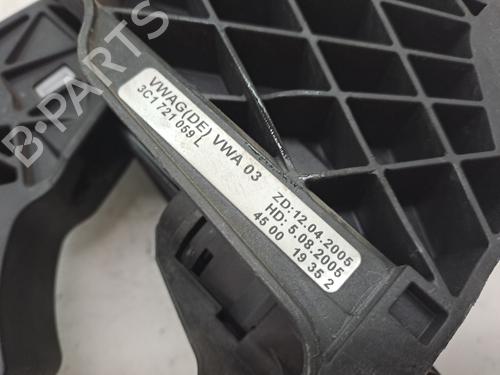 VWAG(DE) VWA 03
3C1 721 059 L
ZD:12.04.2005
HD: 5.08.2005
45 00 19 35 2
B-PARTS